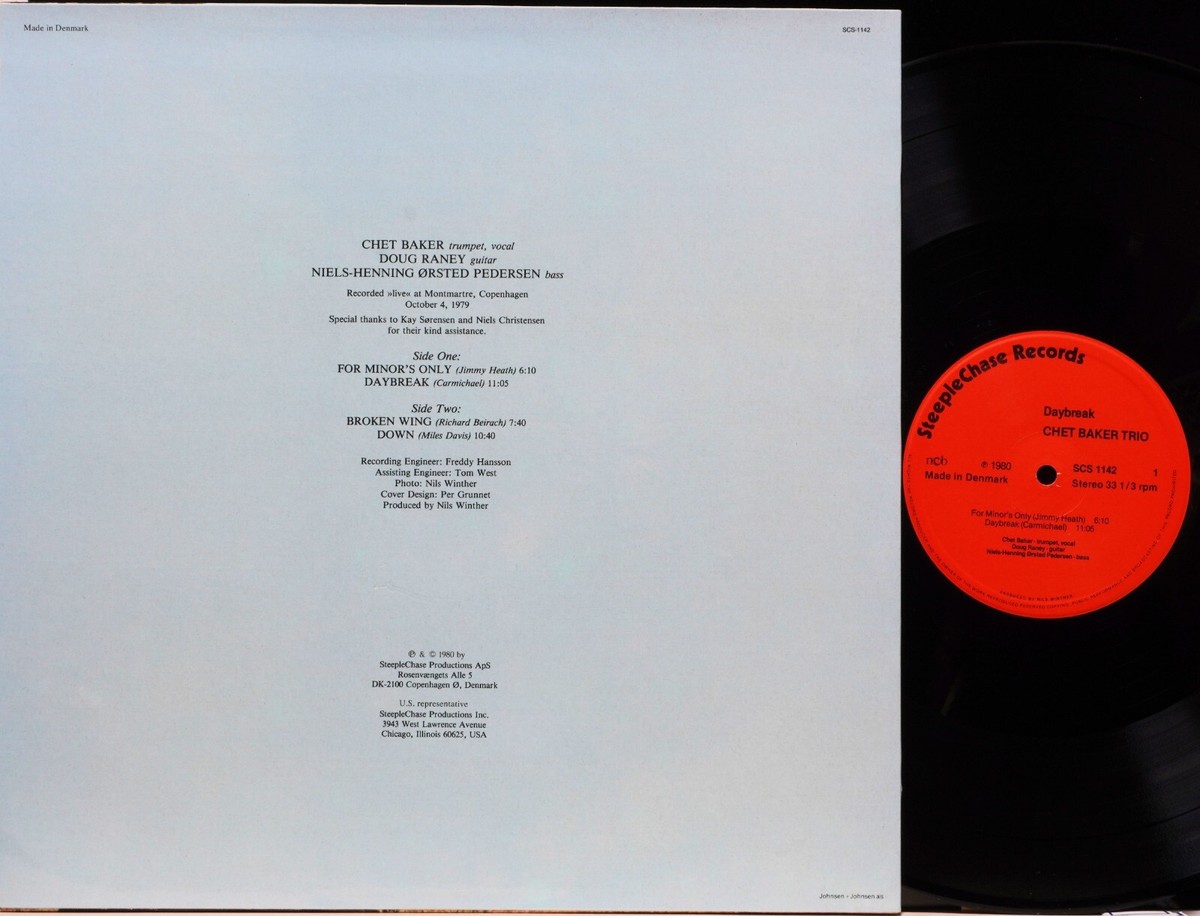 Made in Denmark
SCS-1142
CHET BAKER trumpet, vocal
DOUG RANEY guitar
NIELS-HENNING ØRSTED PEDERSEN bass
Recorded »live« at Montmartre, Copenhagen
October 4, 1979
Special thanks to Kay Sørensen and Niels Christensen
for their kind assistance.
Side One:
FOR MINOR'S ONLY (Jimmy Heath) 6:10
DAYBREAK (Carmichael) 11:05
Side Two:
BROKEN WING (Richard Beirach) 7:40
DOWN (Miles Davis) 10:40
Recording Engineer: Freddy Hansson
Assisting Engineer: Tom West
Photo: Nils Winther
Cover Design: Per Grunnet
Produced by Nils Winther
℗ & © 1980 by
SteepleChase Productions ApS
Rosenvængets Alle 5
DK-2100 Copenhagen Ø, Denmark
U.S. representative
SteepleChase Productions Inc.
3943 West Lawrence Avenue
Chicago, Illinois 60625, USA
Johnsen + Johnsen a/s
SteepleChase Records
Daybreak
CHET BAKER TRIO
ncb ℗ 1980
Made in Denmark
SCS 1142 1
Stereo 33 1/3 rpm
For Minor's Only (Jimmy Heath) 6:10
Daybreak (Carmichael) 11:05
Chet Baker - trumpet, vocal
Doug Raney - guitar
Niels-Henning Ørsted Pedersen - bass
PRODUCED BY NILS WINTHER